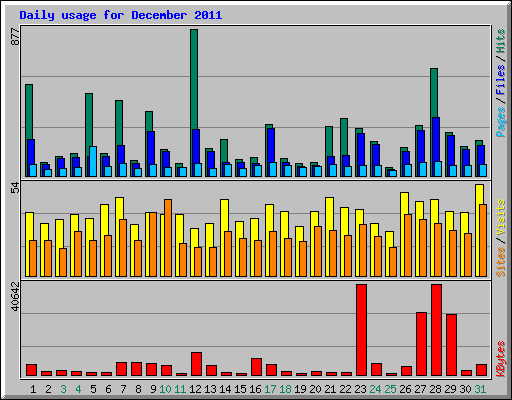 Daily usage for December 2011
877
Pages / Files / Hits
54
Sites / Visits
40642
KBytes
1 2 3 4 5 6 7 8 9 10 11 12 13 14 15 16 17 18 19 20 21 22 23 24 25 26 27 28 29 30 31